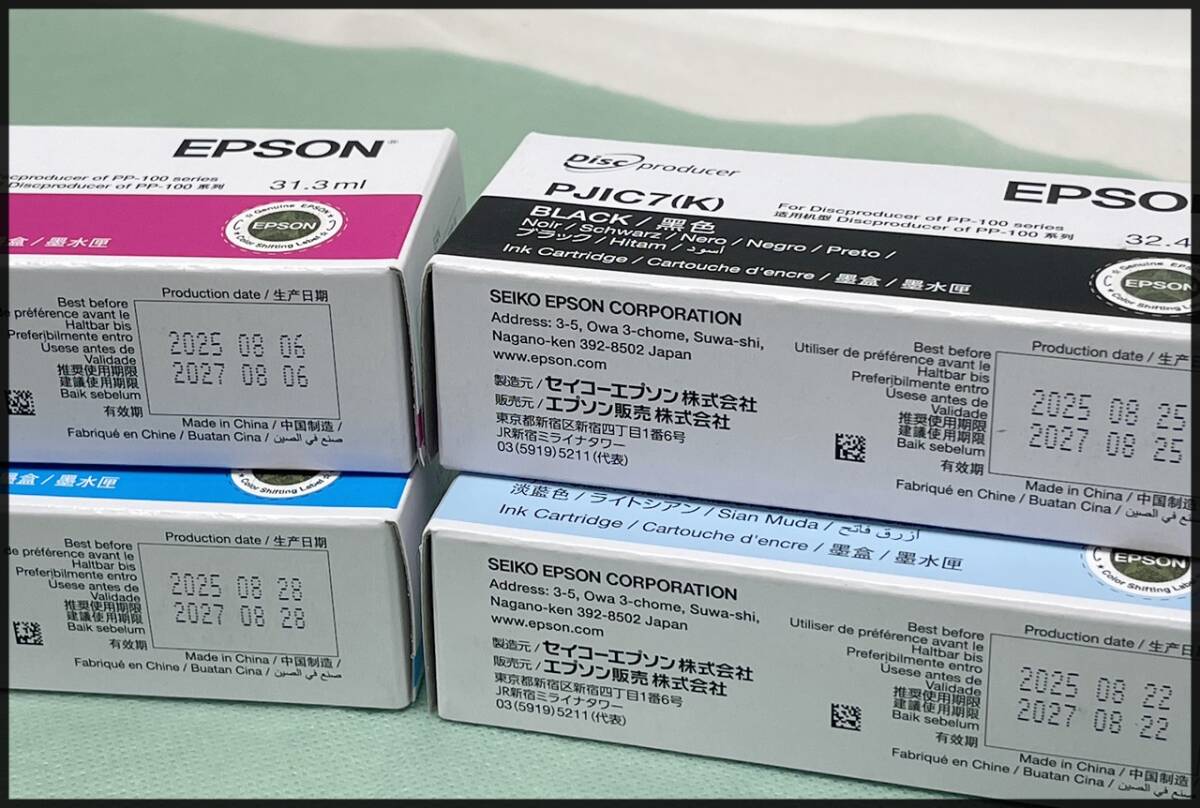 EPSON®
Discproducer of PP-100 series
Discproducer of PP-100 系列
31.3ml
Genuine EPSON
EPSON
Color Shifting Label
盒 / 墨水匣
Production date / 生产日期
Best before
de préférence avant le
Haltbar bis
Preferibilmente entro
Úsese antes de
Validade
推奨使用期限
建議使用期限
Baik sebelum
有效期
2025 08 06
2027 08 06
Made in China / 中国制造 /
Fabriqué en Chine / Buatan Cina / صنع في الصين
Discproducer
PJIC7(K)
EPSO
For Discproducer of PP-100 series
适用机型 Discproducer of PP-100 系列
32.4
BLACK / 黑色
Noir / Schwarz / Nero / Negro / Preto /
ブラック / Hitam / أسود
Ink Cartridge / Cartouche d'encre / 墨盒 / 墨水匣
Genuine EPSON
EPSON
Color Shifting Label
SEIKO EPSON CORPORATION
Address: 3-5, Owa 3-chome, Suwa-shi,
Nagano-ken 392-8502 Japan
www.epson.com
製造元 / セイコーエプソン株式会社
販売元 / エプソン販売株式会社
東京都新宿区新宿四丁目1番6号
JR新宿ミライナタワー
03(5919)5211(代表)
Production date / 生产
Best before
Utiliser de préférence avant le
Haltbar bis
Preferibilmente entro
Úsese antes de
Validade
推奨使用期限
建議使用期限
Baik sebelum
有效期
2025 08 25
2027 08 25
Made in China / 中国制造
Fabriqué en Chine / Buatan Cina / صنع في الصين
墨盒 / 墨水匣
Color Shifting Label
Production date / 生产日期
Best before
de préférence avant le
Haltbar bis
Preferibilmente entro
Úsese antes de
Validade
推奨使用期限
建議使用期限
Baik sebelum
有效期
2025 08 28
2027 08 28
Made in China / 中国制造 /
Fabriqué en Chine / Buatan Cina / صنع في الصين
淡藍色 / ライトシアン / Sian Muda / أزرق فاتح
Ink Cartridge / Cartouche d'encre / 墨盒 / 墨水匣
EPSON
Color Shifting Label
SEIKO EPSON CORPORATION
Address: 3-5, Owa 3-chome, Suwa-shi,
Nagano-ken 392-8502 Japan
www.epson.com
製造元 / セイコーエプソン株式会社
販売元 / エプソン販売株式会社
東京都新宿区新宿四丁目1番6号
JR新宿ミライナタワー
03(5919)5211(代表)
Production date / 生产日
Best before
Utiliser de préférence avant le
Haltbar bis
Preferibilmente entro
Úsese antes de
Validade
推奨使用期限
建議使用期限
Baik sebelum
有效期
2025 08 22
2027 08 22
Made in China / 中国制造
Fabriqué en Chine / Buatan Cina / صنع في الصين